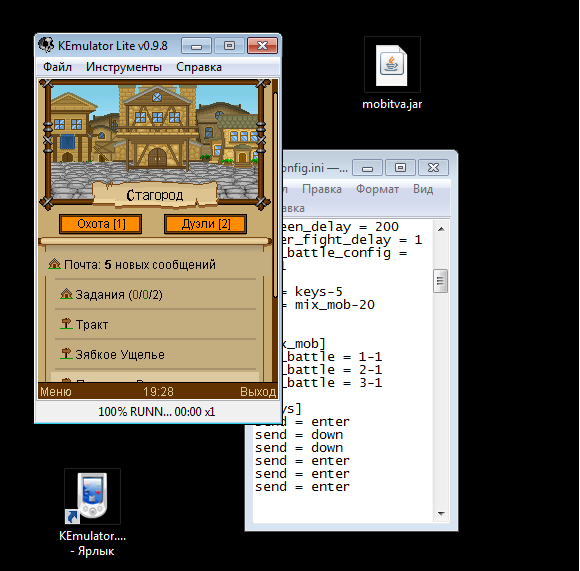 KEmulator Lite v0.9.8
Файл Инструменты Справка
Стагород
Охота [1] Дуэли [2]
Почта: 5 новых сообщений
Задания (0/0/2)
Тракт
Зябкое Ущелье
Меню 19:28 Выход
100% RUNN... 00:00 x1
mobitva.jar
onfig.ini —...
Правка Формат Вид
een_delay = 200
er_fight_delay = 1
_battle_config =
= keys-5
= mix_mob-20
x_mob]
_battle = 1-1
_battle = 2-1
_battle = 3-1
ys]
send = enter
send = down
send = down
send = enter
send = enter
send = enter
KEmulator....
- Ярлык